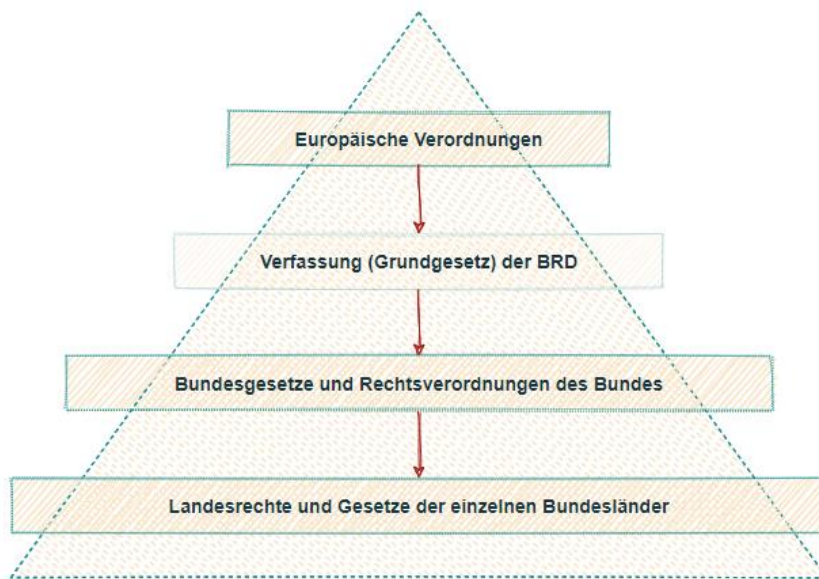 Europäische Verordnungen
Verfassung (Grundgesetz) der BRD
Bundesgesetze und Rechtsverordnungen des Bundes
Landesrechte und Gesetze der einzelnen Bundesländer